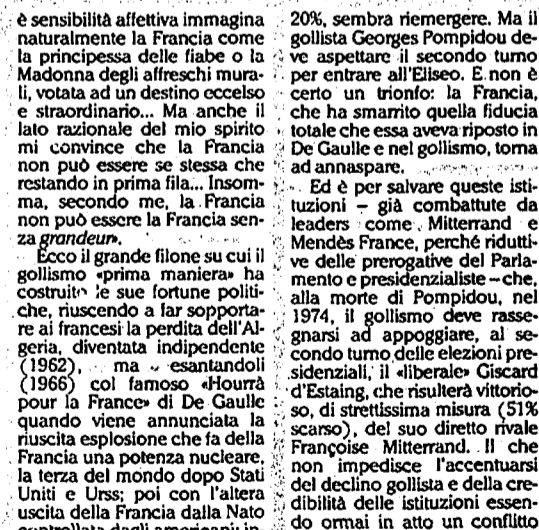 è sensibilità affettiva immagina
naturalmente la Francia come
la principessa delle fiabe o la
Madonna degli affreschi mura-
li, votata ad un destino eccelso
e straordinario... Ma anche il
lato razionale del mio spirito
mi convince che la Francia
non può essere se stessa che
restando in prima fila... Insom-
ma, secondo me, la Francia
non può essere la Francia sen-
za grandeur».
Ecco il grande filone su cui il
gollismo «prima maniera» ha
costruito le sue fortune politi-
che, riuscendo a far sopporta-
re ai francesi la perdita dell'Al-
geria, diventata indipendente
(1962), ma esantandoli
(1966) col famoso «Hourrà
pour la France» di De Gaulle
quando viene annunciata la
riuscita esplosione che fa della
Francia una potenza nucleare,
la terza del mondo dopo Stati
Uniti e Urss; poi con l'altera
uscita della Francia dalla Nato
controllata dagli americani; in
20%, sembra riemergere. Ma il
gollista Georges Pompidou de-
ve aspettare il secondo turno
per entrare all'Eliseo. E non è
certo un trionfo: la Francia,
che ha smarrito quella fiducia
totale che essa aveva riposto in
De Gaulle e nel gollismo, torna
ad annaspare.
Ed è per salvare queste isti-
tuzioni – già combattute da
leaders come Mitterrand e
Mendès France, perché ridutti-
ve delle prerogative del Parla-
mento e presidenzialiste – che,
alla morte di Pompidou, nel
1974, il gollismo deve rasse-
gnarsi ad appoggiare, al se-
condo turno delle elezioni pre-
sidenziali, il «liberale» Giscard
d'Estaing, che risulterà vittorio-
so, di strettissima misura (51%
scarso), del suo diretto rivale
Françoise Mitterrand. Il che
non impedisce l'accentuarsi
del declino gollista e della cre-
dibilità delle istituzioni essen-
do ormai in atto un conflitto